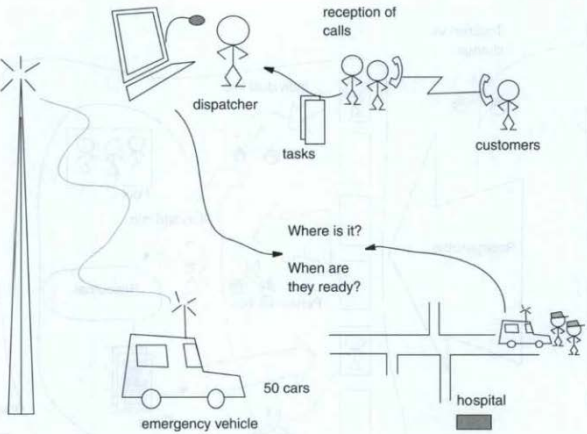 reception of
calls
dispatcher
tasks
customers
Where is it?
When are
they ready?
50 cars
emergency vehicle
hospital